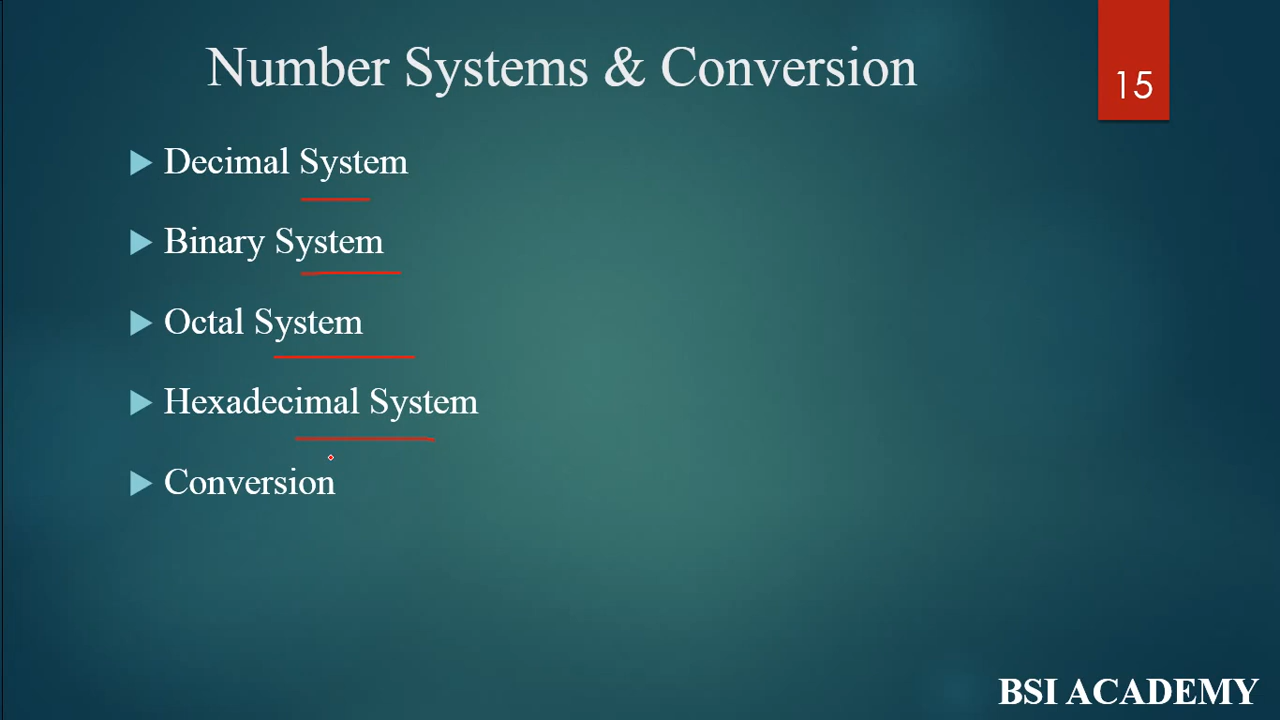 Number Systems & Conversion
15
Decimal System
Binary System
Octal System
Hexadecimal System
Conversion
BSI ACADEMY